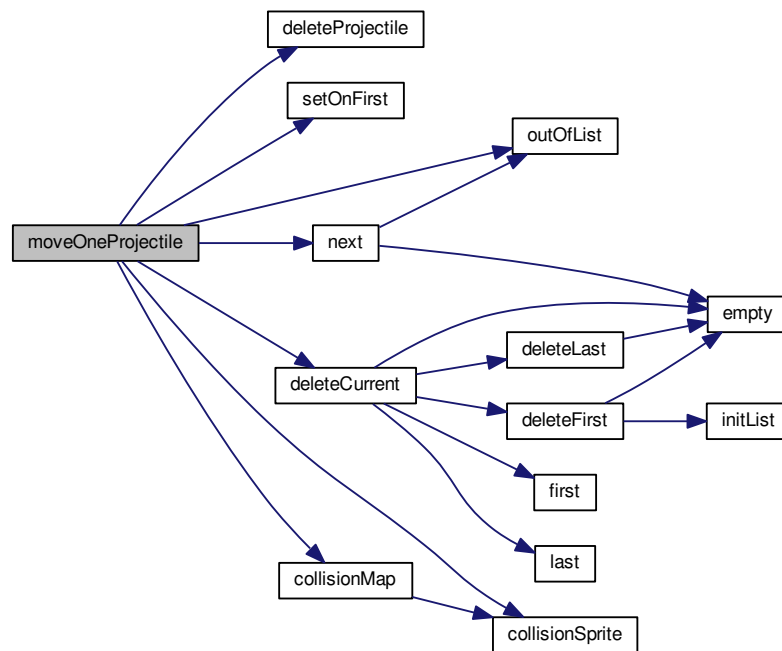 deleteProjectile
setOnFirst
outOfList
moveOneProjectile
next
empty
deleteLast
deleteCurrent
deleteFirst
initList
first
last
collisionMap
collisionSprite